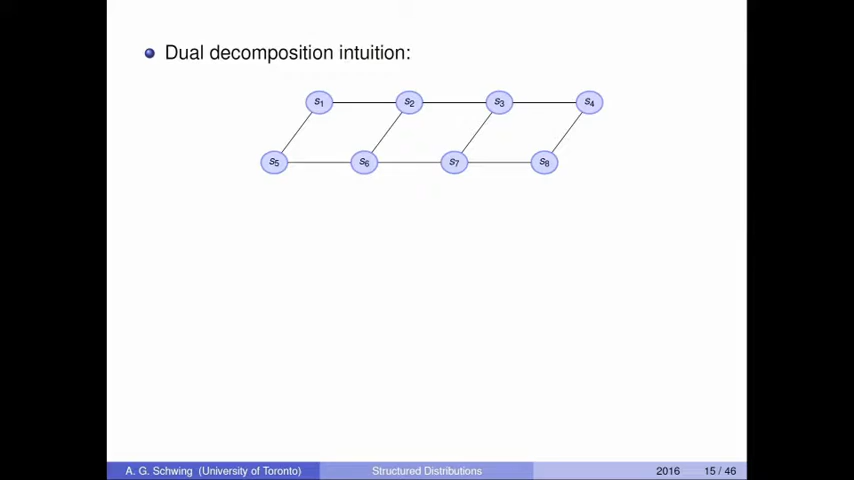 Dual decomposition intuition:
s1 s2 s3 s4
s5 s6 s7 s8
A. G. Schwing (University of Toronto) Structured Distributions 2016 15 / 46